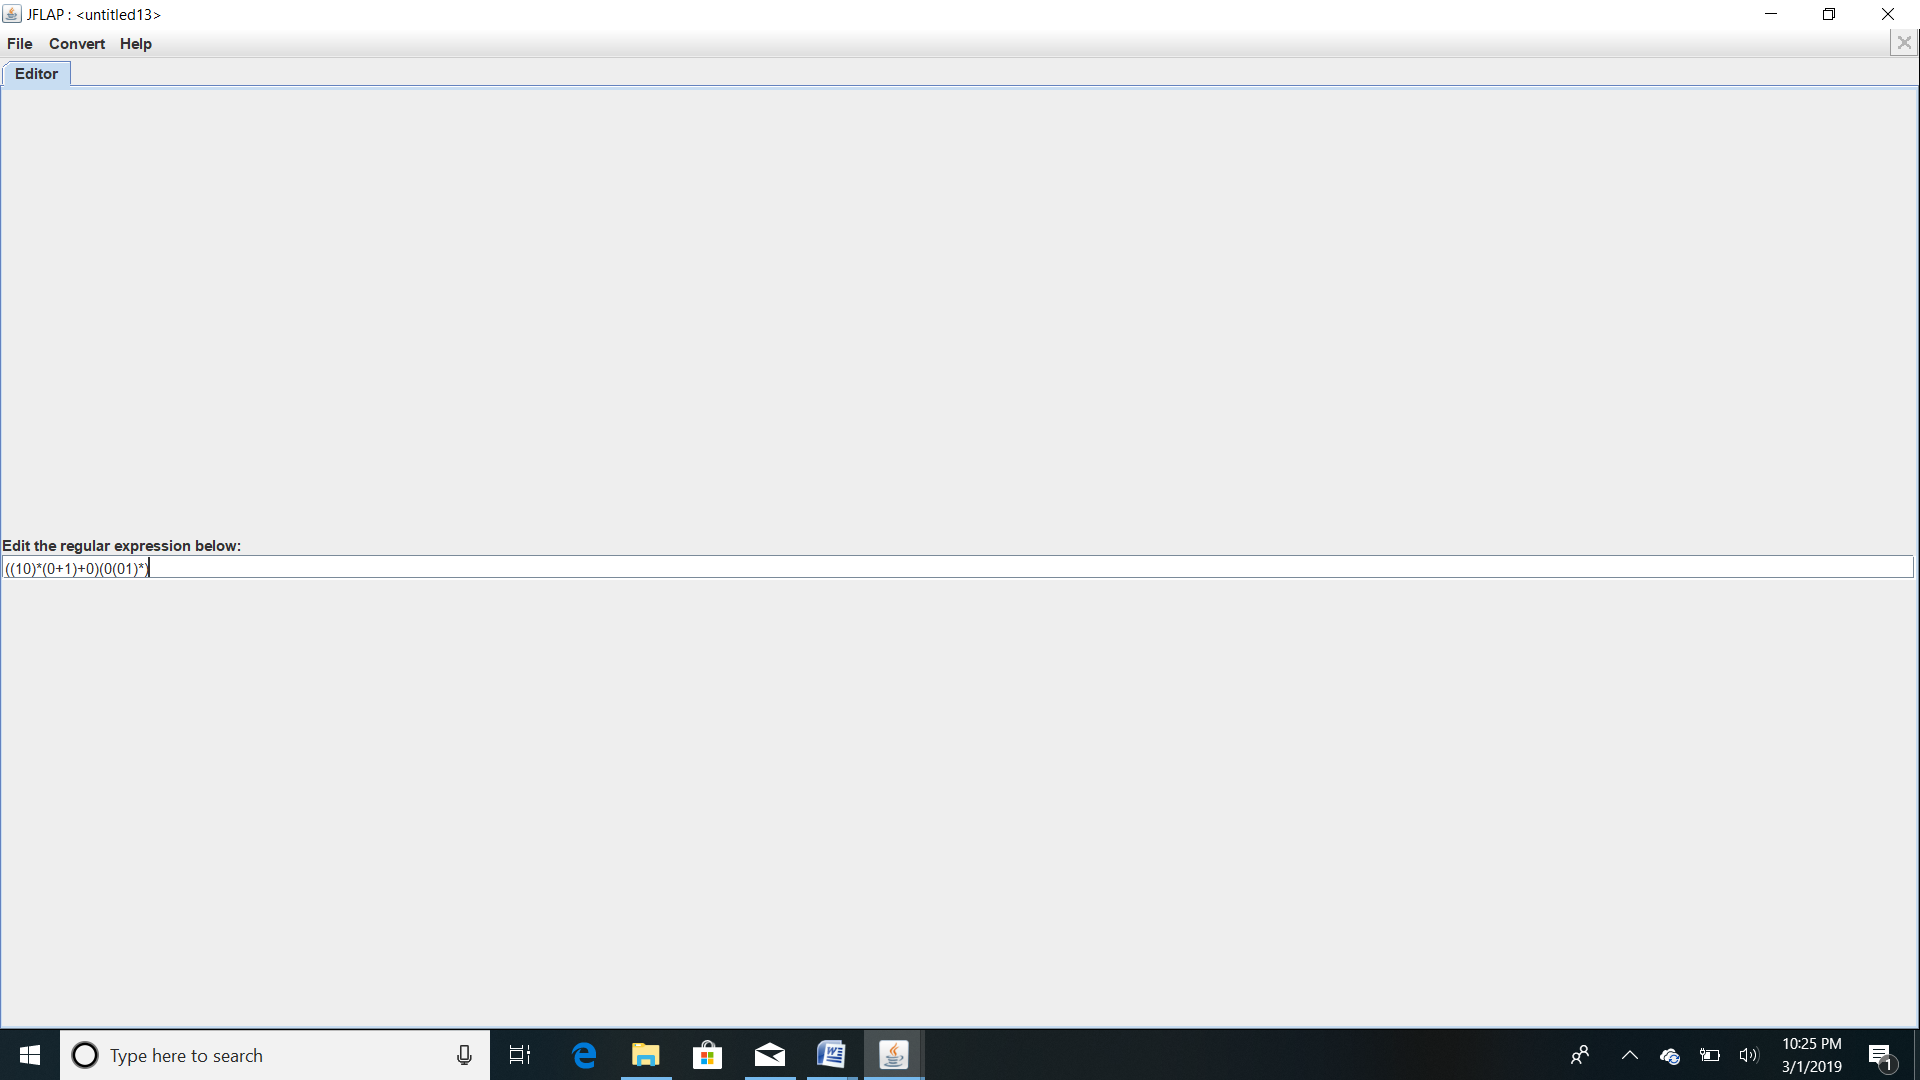 JFLAP : <untitled13>
File Convert Help
Editor
Edit the regular expression below:
((10)*(0+1)+0)(0(01)*)
Type here to search
10:25 PM
3/1/2019
1